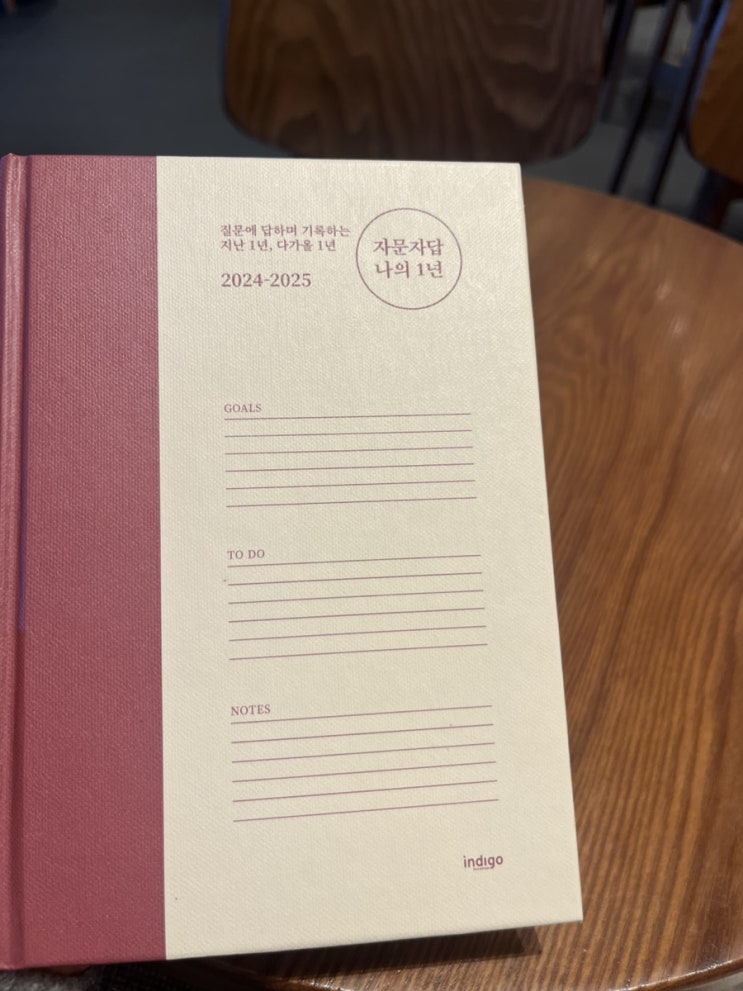 질문에 답하며 기록하는
지난 1년, 다가올 1년
2024-2025
자문자답
나의 1년
GOALS
TO DO
NOTES
indigo